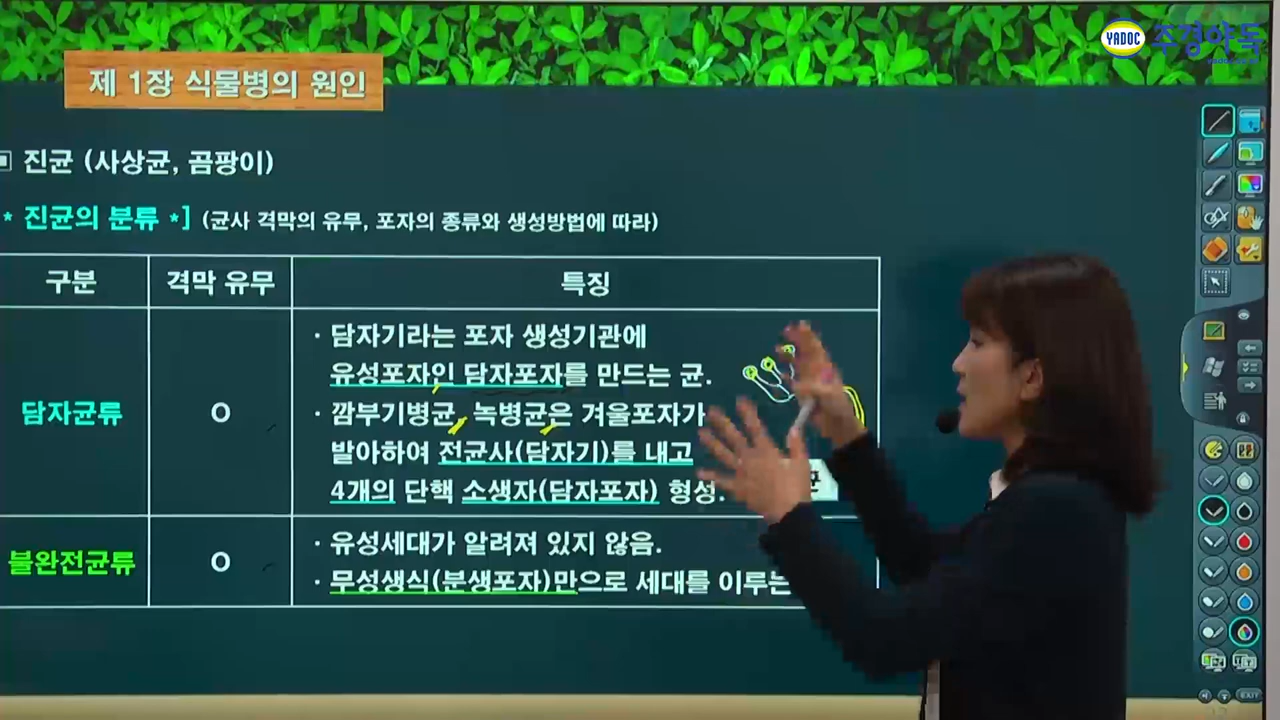 YADOC 주경야독
제 1장 식물병의 원인
▣ 진균 (사상균, 곰팡이)
* 진균의 분류 *] (균사 격막의 유무, 포자의 종류와 생성방법에 따라)
구분 격막 유무 특징
담자균류 O
· 담자기라는 포자 생성기관에
유성포자인 담자포자를 만드는 균.
· 깜부기병균, 녹병균은 겨울포자가
발아하여 전균사(담자기)를 내고
4개의 단핵 소생자(담자포자) 형성.
균
불완전균류 O
· 유성세대가 알려져 있지 않음.
· 무성생식(분생포자)만으로 세대를 이루는
EXIT